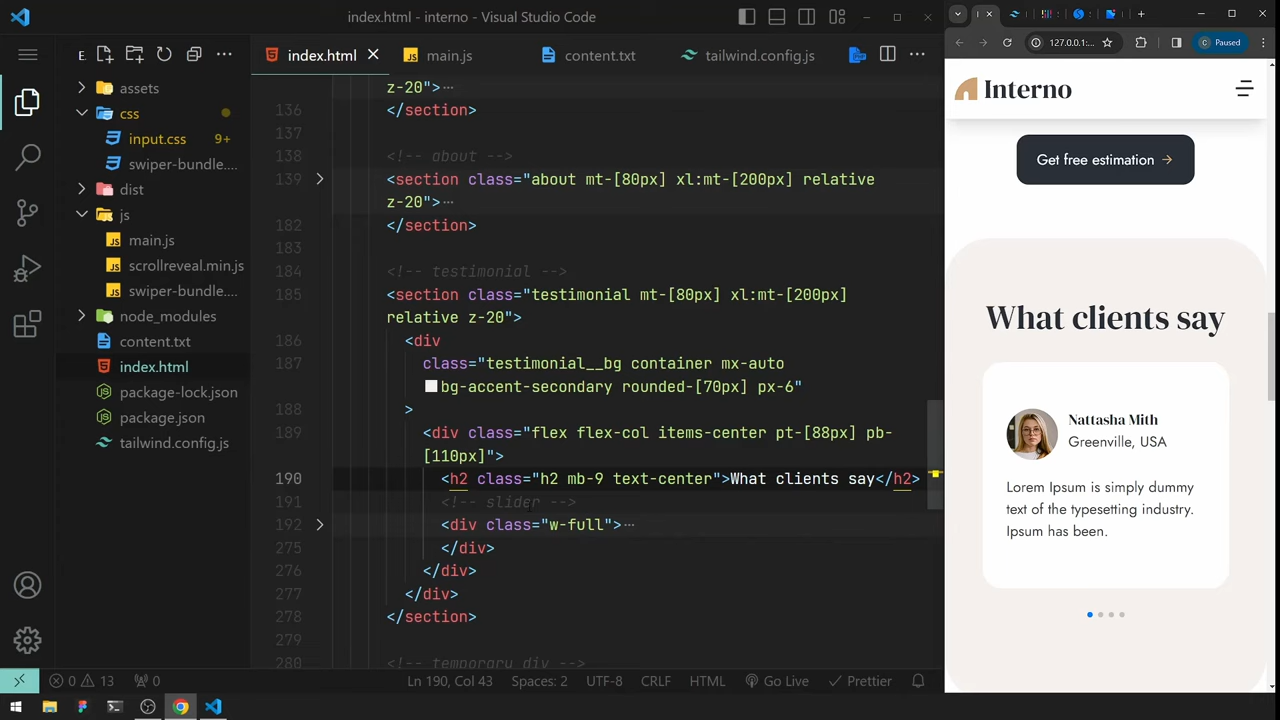 index.html - interno - Visual Studio Code
E
index.html
main.js
content.txt
tailwind.config.js
assets
css
input.css 9+
swiper-bundle....
dist
js
main.js
scrollreveal.min.js
swiper-bundle....
node_modules
content.txt
index.html
package-lock.json
package.json
tailwind.config.js
z-20">
136 </section>
137
138 <!-- about -->
139 <section class="about mt-[80px] xl:mt-[200px] relative
z-20">
182 </section>
183
184 <!-- testimonial -->
185 <section class="testimonial mt-[80px] xl:mt-[200px]
relative z-20">
186 <div
187 class="testimonial__bg container mx-auto
bg-accent-secondary rounded-[70px] px-6"
188 >
189 <div class="flex flex-col items-center pt-[88px] pb-
[110px]">
190 <h2 class="h2 mb-9 text-center">What clients say</h2>
191 <!-- slider -->
192 <div class="w-full">
275 </div>
276 </div>
277 </div>
278 </section>
279
280 <!-- temporary div -->
0 13 0
Ln 190, Col 43
Spaces: 2
UTF-8
CRLF
HTML
Go Live
Prettier
127.0.0.1:...
C Paused
Interno
Get free estimation
What clients say
Nattasha Mith
Greenville, USA
Lorem Ipsum is simply dummy
text of the typesetting industry.
Ipsum has been.